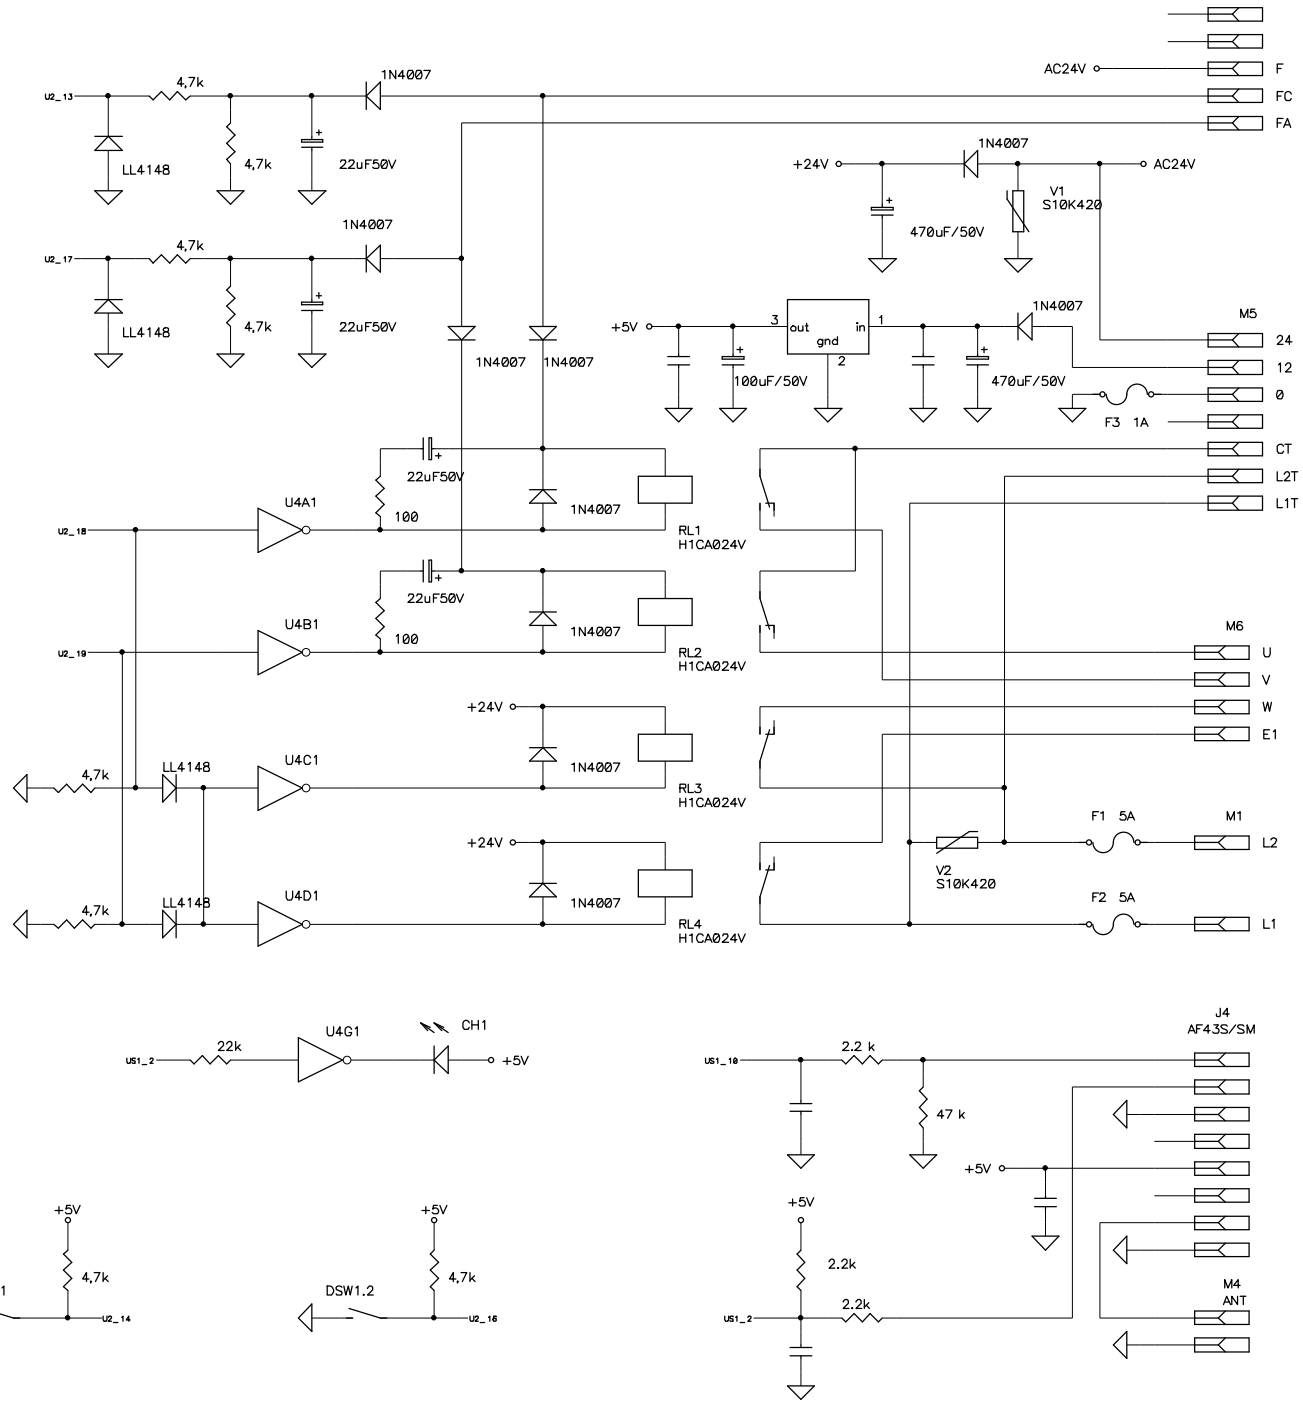 AC24V F
FC
FA
1N4007
4,7k
U2_13
LL4148
4,7k
22uF50V
1N4007
+24V
AC24V
V1
S10K420
470uF/50V
1N4007
4,7k
U2_17
LL4148
4,7k
22uF50V
1N4007
1N4007
+5V
3
out
in
1
gnd
2
100uF/50V
1N4007
470uF/50V
M5
24
12
0
F3 1A
CT
L2T
L1T
22uF50V
100
U4A1
U2_18
1N4007
RL1
H1CA024V
22uF50V
100
U4B1
U2_19
1N4007
RL2
H1CA024V
M6
U
V
W
E1
+24V
4,7k
LL4148
U4C1
1N4007
RL3
H1CA024V
F1 5A
M1
L2
+24V
V2
S10K420
4,7k
LL4148
U4D1
1N4007
RL4
H1CA024V
F2 5A
L1
U4G1
CH1
22k
US1_2
+5V
J4
AF43S/SM
2.2 k
US1_10
47 k
+5V
+5V
4,7k
1
U2_14
+5V
4,7k
DSW1.2
U2_16
+5V
2.2k
2.2k
US1_2
M4
ANT